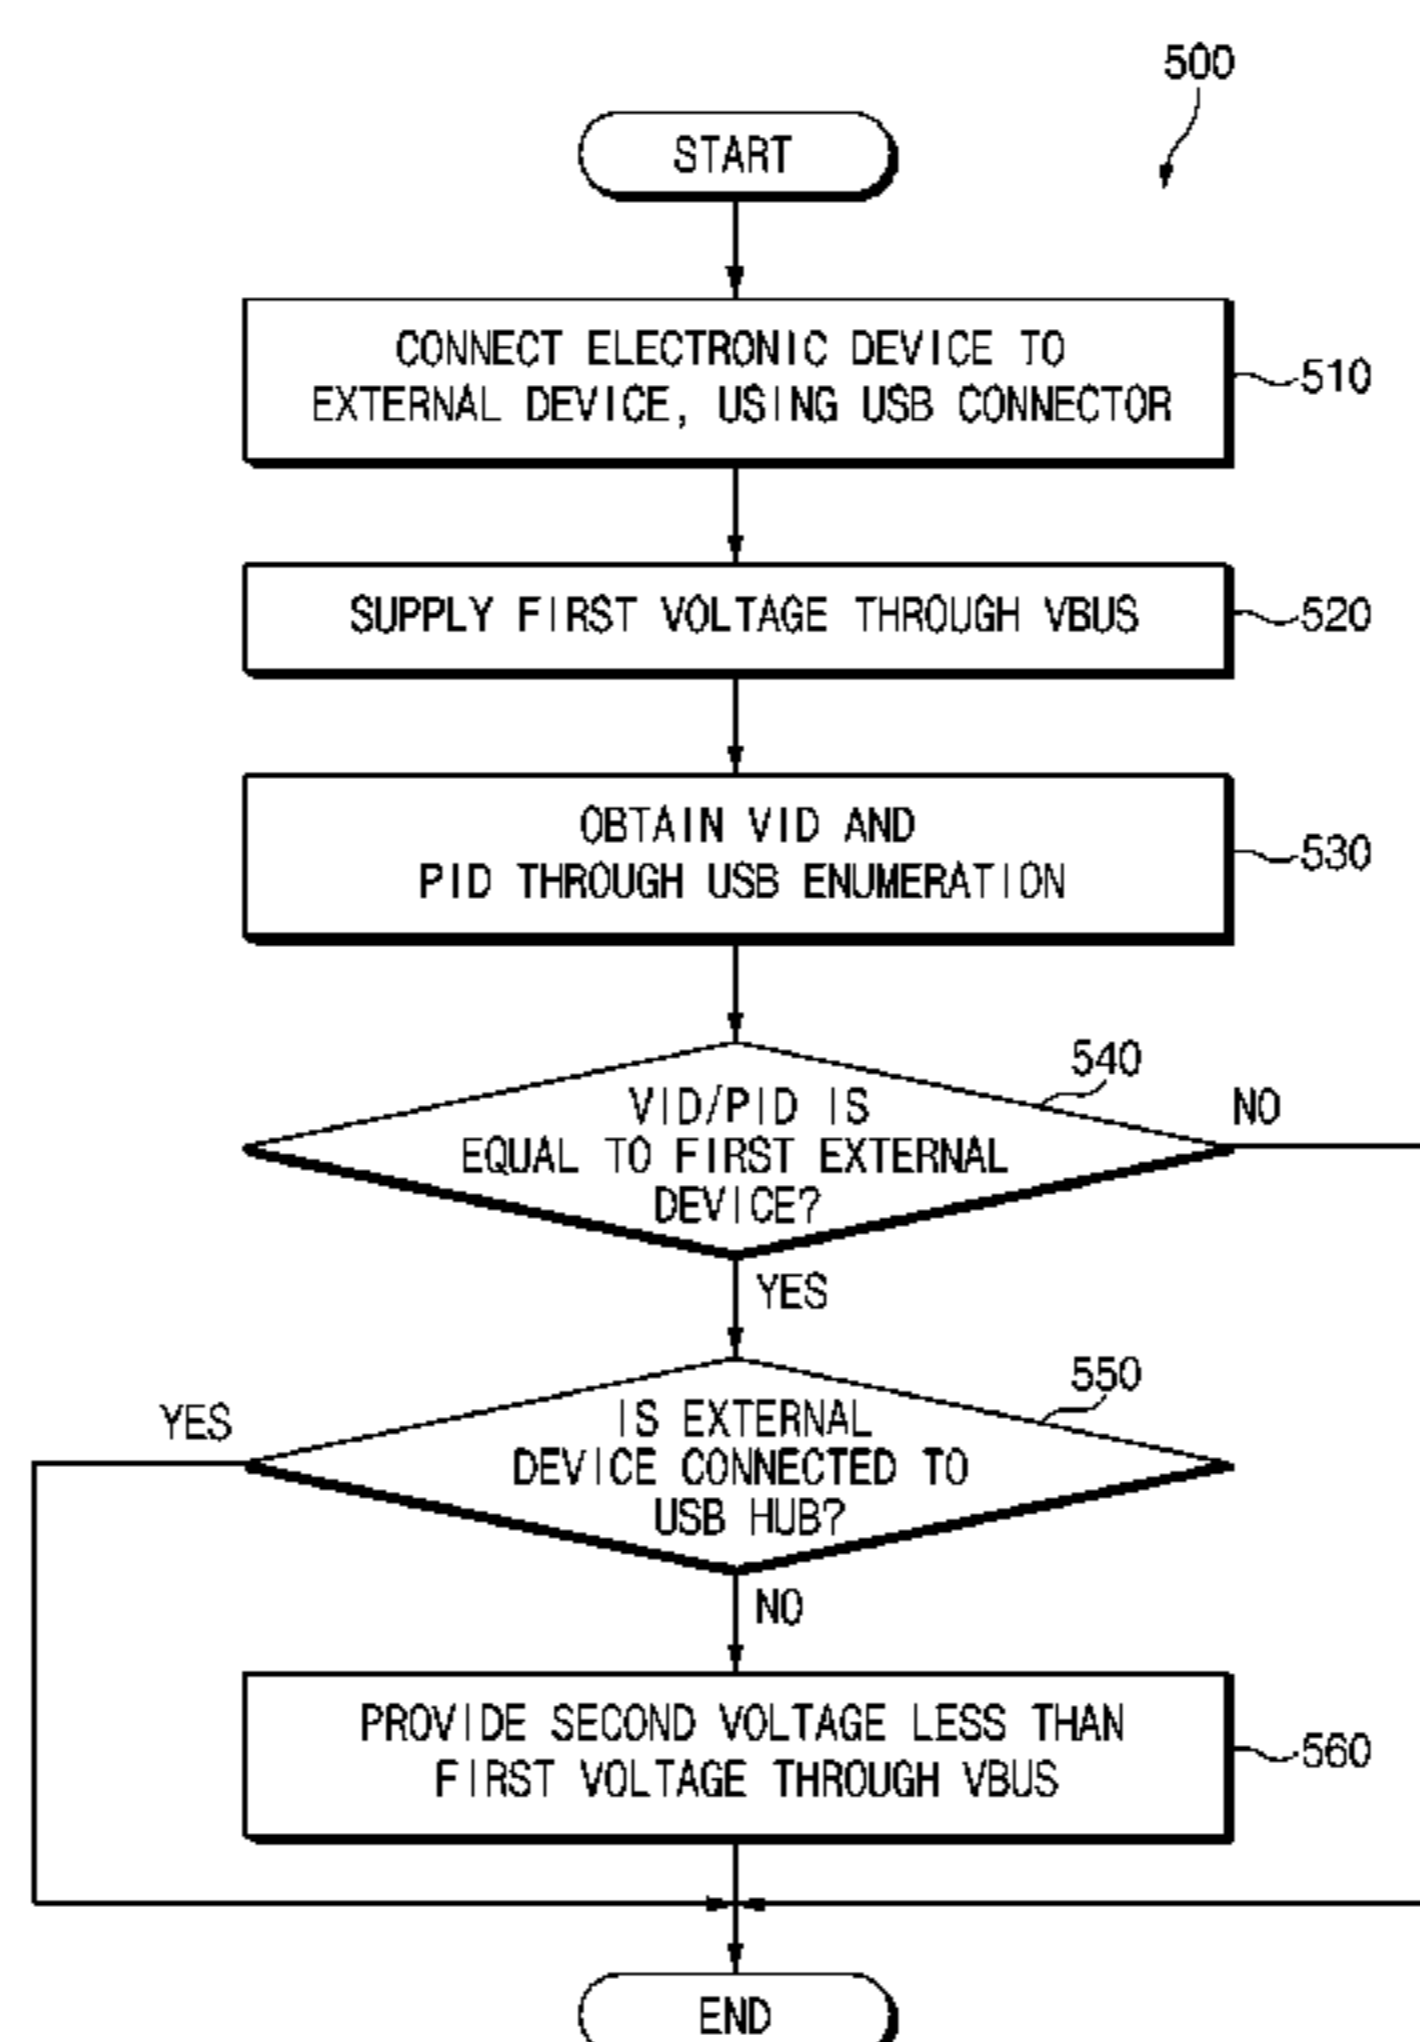 500
START
CONNECT ELECTRONIC DEVICE TO
EXTERNAL DEVICE, USING USB CONNECTOR
510
SUPPLY FIRST VOLTAGE THROUGH VBUS
520
OBTAIN VID AND
PID THROUGH USB ENUMERATION
530
540
VID/PID IS
EQUAL TO FIRST EXTERNAL
DEVICE?
NO
YES
550
IS EXTERNAL
DEVICE CONNECTED TO
USB HUB?
YES
NO
PROVIDE SECOND VOLTAGE LESS THAN
FIRST VOLTAGE THROUGH VBUS
560
END